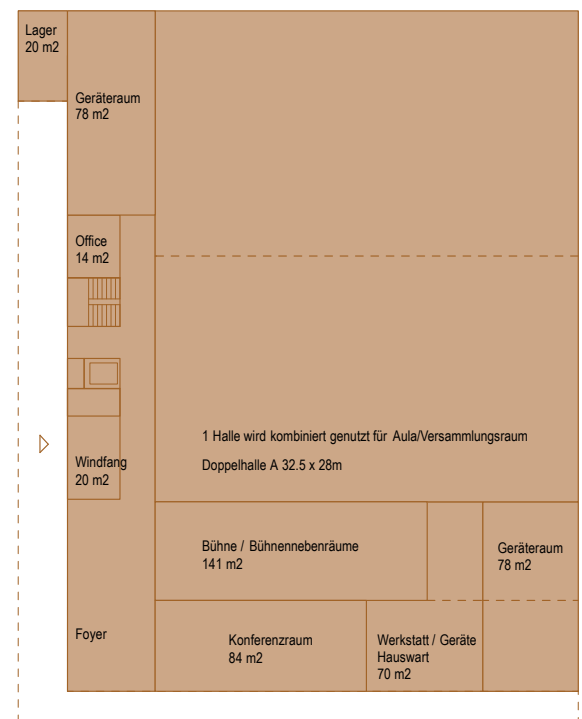 Lager
20 m2
Geräteraum
78 m2
Office
14 m2
1 Halle wird kombiniert genutzt für Aula/Versammlungsraum
Doppelhalle A 32.5 x 28m
Windfang
20 m2
Bühne / Bühnennebenräume
141 m2
Geräteraum
78 m2
Foyer
Konferenzraum
84 m2
Werkstatt / Geräte
Hauswart
70 m2